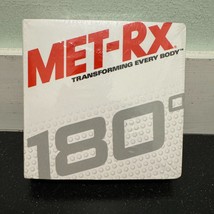 MET-RX®
TRANSFORMING EVERY BODY™
180°